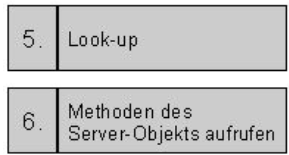 5. Look-up
6. Methoden des
Server-Objekts aufrufen